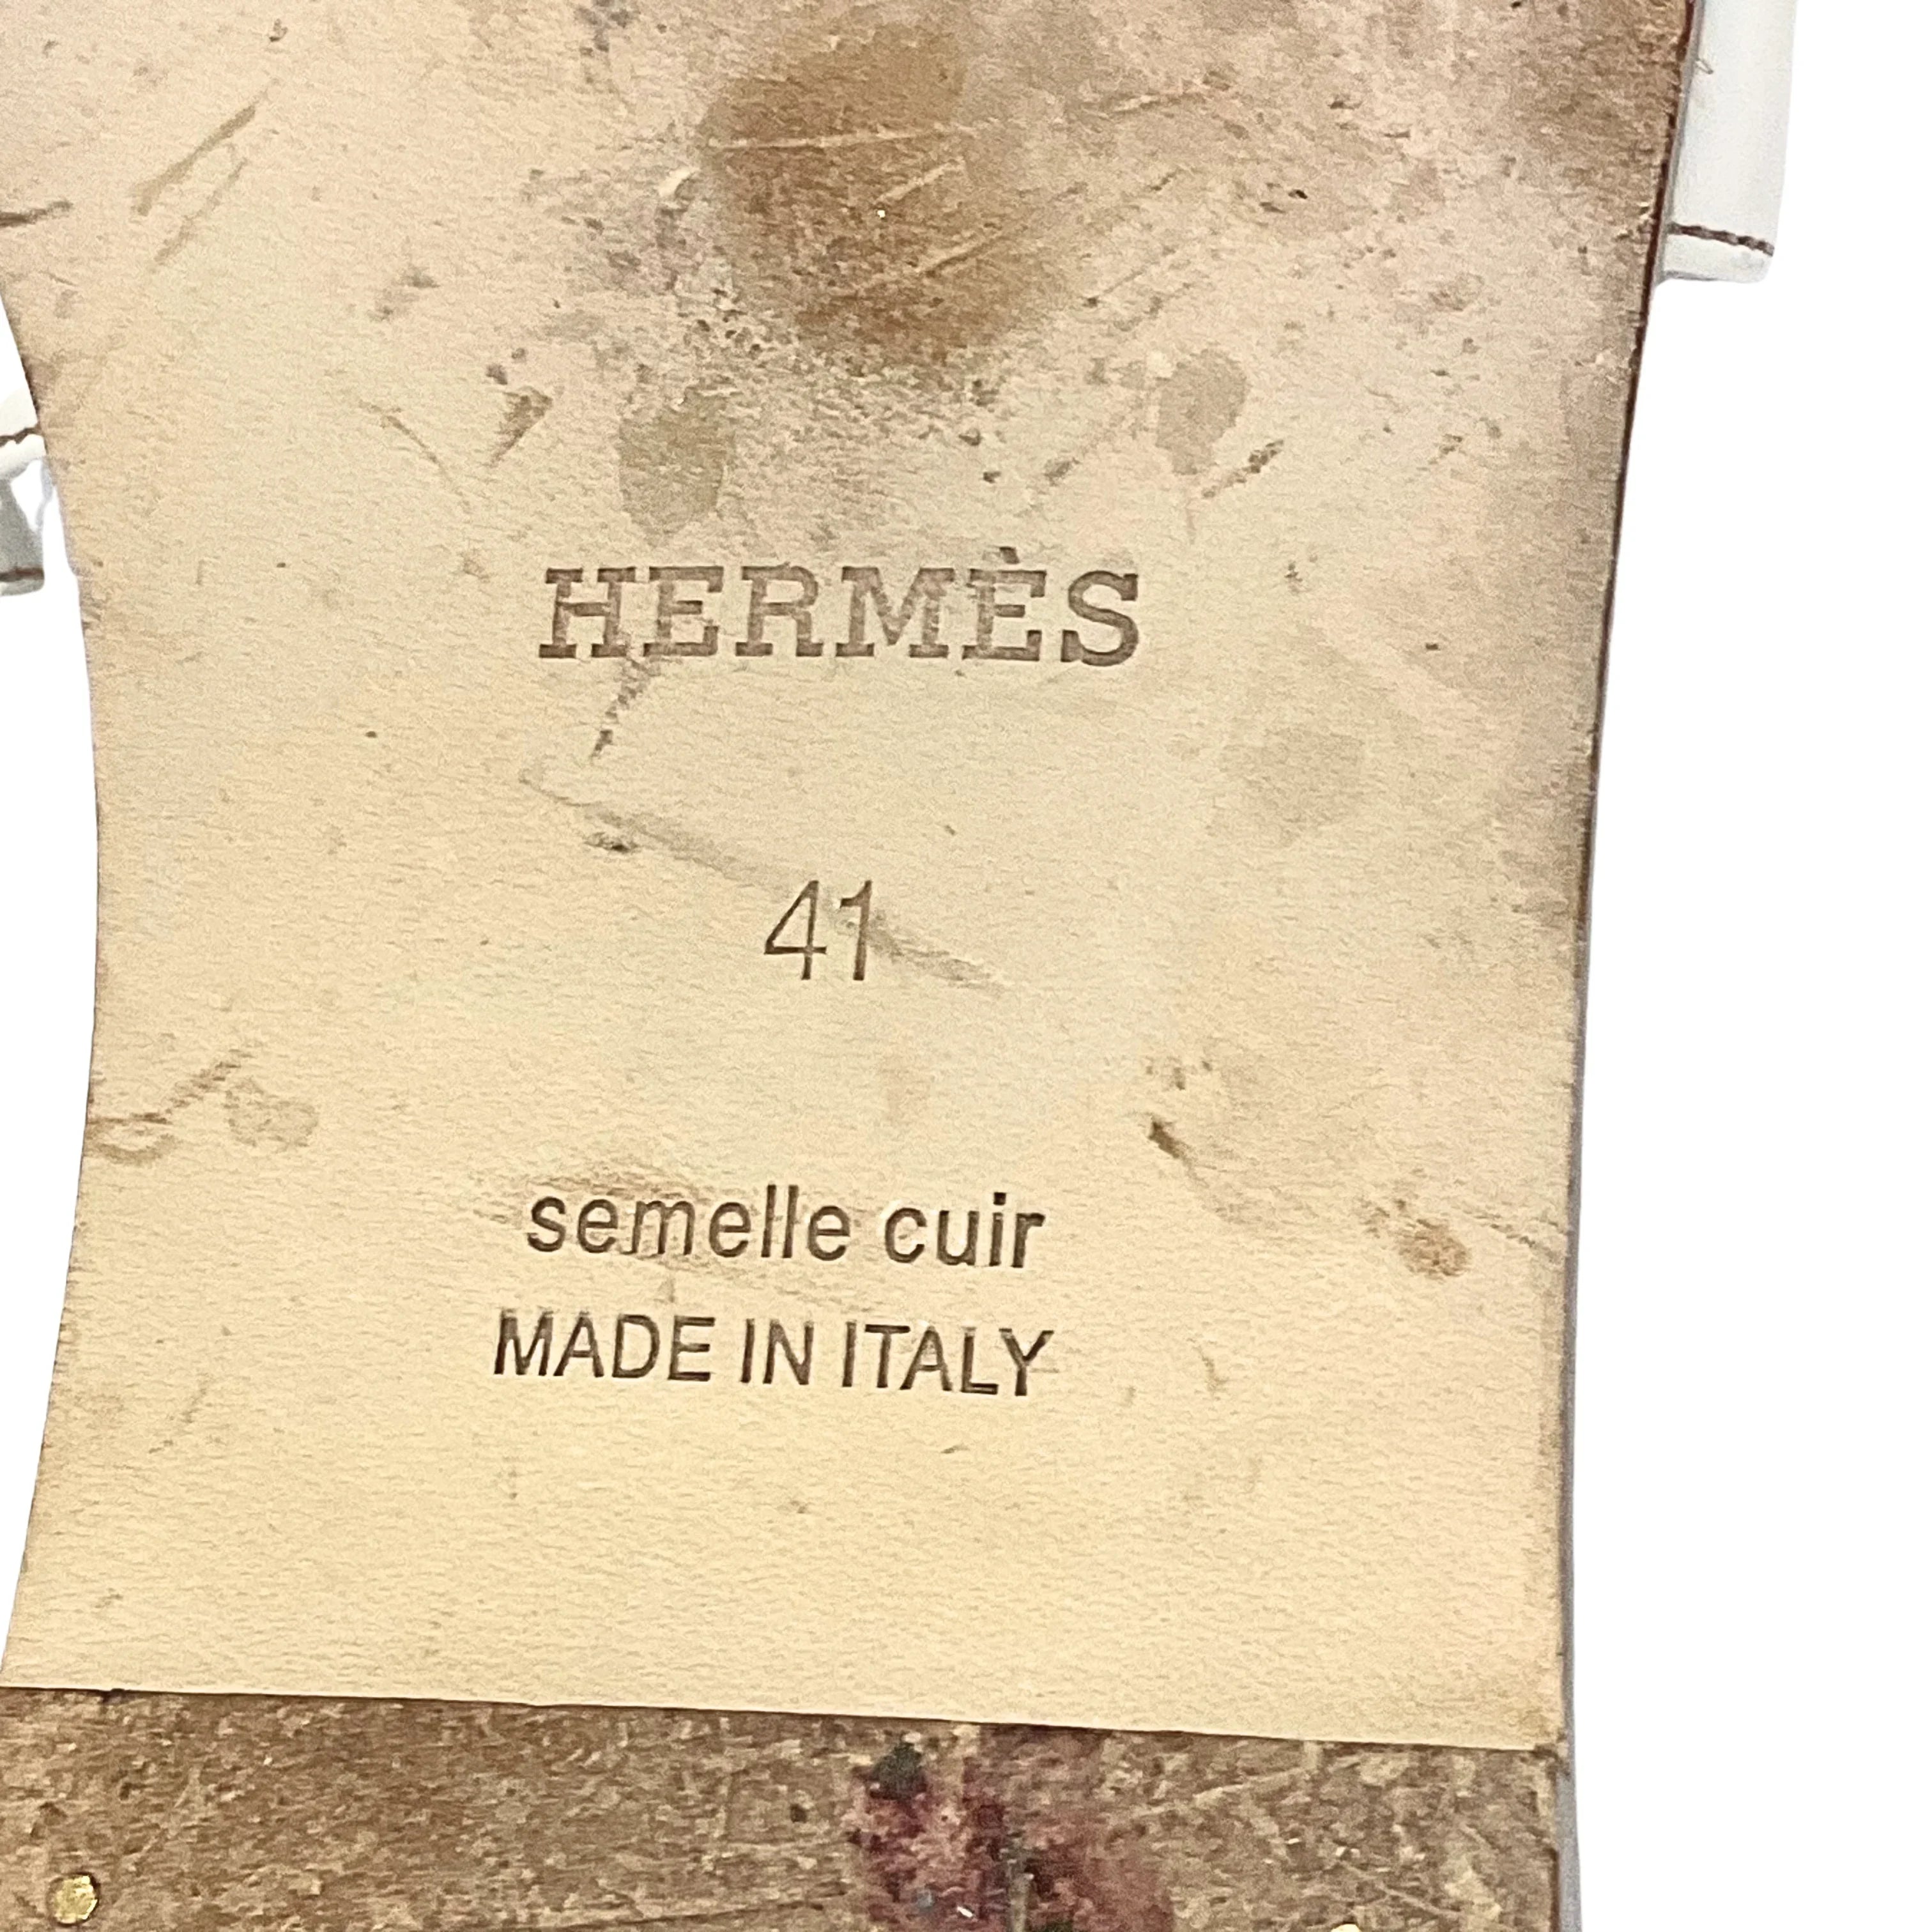 HERMÈS
41
semelle cuir
MADE IN ITALY